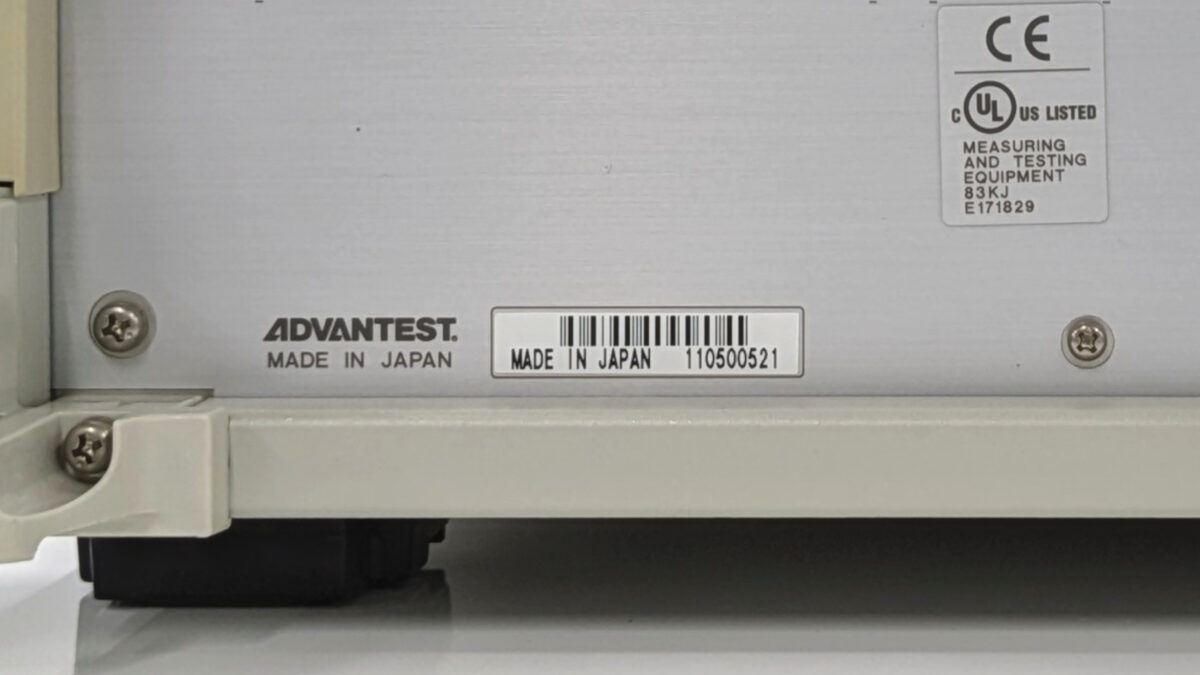 CE
C UL US LISTED
MEASURING
AND TESTING
EQUIPMENT
83KJ
E171829
ADVANTEST.
MADE IN JAPAN
MADE IN JAPAN 110500521